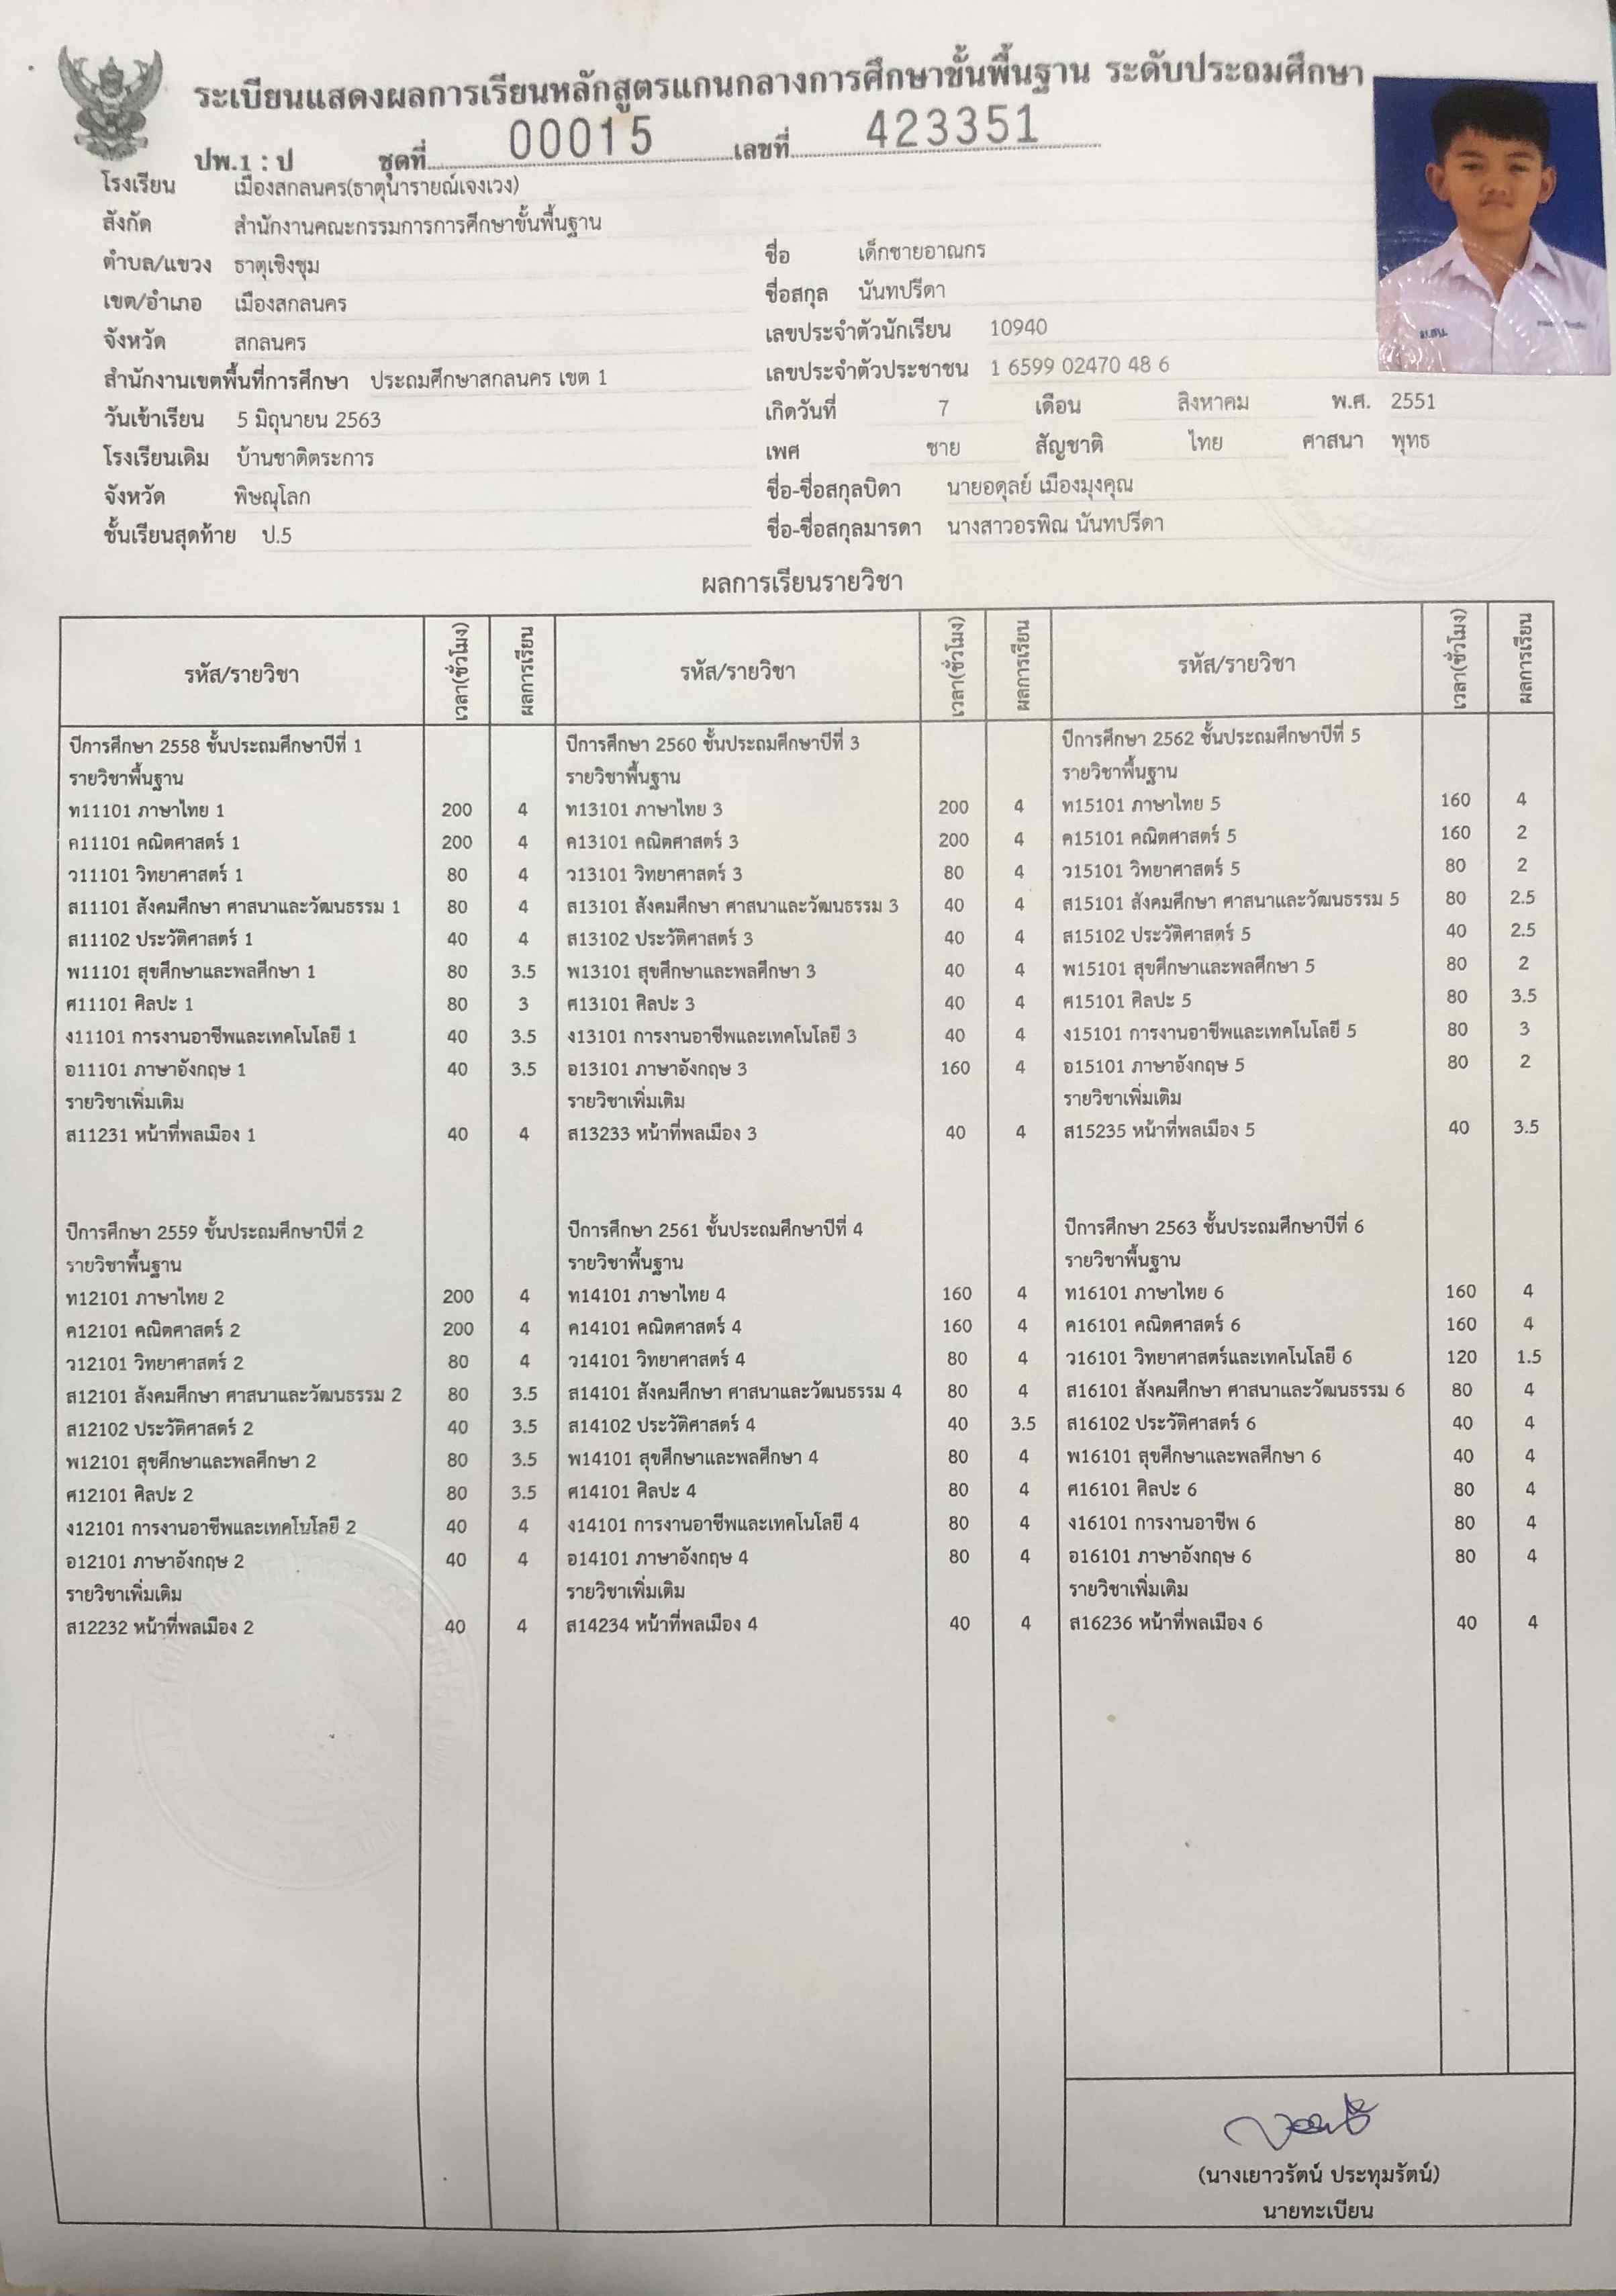 ระเบียนแสดงผลการเรียนหลักสูตรแกนกลางการศึกษาขั้นพื้นฐาน ระดับประถมศึกษา
ปพ.1 : ป ชุดที่ 00015 เลขที่ 423351
โรงเรียน เมืองสกลนคร(ธาตุนารายณ์เจงเวง)
สังกัด สำนักงานคณะกรรมการการศึกษาขั้นพื้นฐาน
ตำบล/แขวง ธาตุเชิงชุม
เขต/อำเภอ เมืองสกลนคร
จังหวัด สกลนคร
สำนักงานเขตพื้นที่การศึกษา ประถมศึกษาสกลนคร เขต 1
วันเข้าเรียน 5 มิถุนายน 2563
โรงเรียนเดิม บ้านชาติตระการ
จังหวัด พิษณุโลก
ชั้นเรียนสุดท้าย ป.5
ชื่อ เด็กชายอาณกร
ชื่อสกุล นันทปรีดา
เลขประจำตัวนักเรียน 10940
เลขประจำตัวประชาชน 1 6599 02470 48 6
เกิดวันที่ 7 เดือน สิงหาคม พ.ศ. 2551
เพศ ชาย สัญชาติ ไทย ศาสนา พุทธ
ชื่อ-ชื่อสกุลบิดา นายอดุลย์ เมืองมุงคุณ
ชื่อ-ชื่อสกุลมารดา นางสาวอรพิณ นันทปรีดา
ผลการเรียนรายวิชา
รหัส/รายวิชา เวลา(ชั่วโมง) ผลการเรียน รหัส/รายวิชา เวลา(ชั่วโมง) ผลการเรียน รหัส/รายวิชา เวลา(ชั่วโมง) ผลการเรียน
ปีการศึกษา 2558 ชั้นประถมศึกษาปีที่ 1
รายวิชาพื้นฐาน
ท11101 ภาษาไทย 1 200 4
ค11101 คณิตศาสตร์ 1 200 4
ว11101 วิทยาศาสตร์ 1 80 4
ส11101 สังคมศึกษา ศาสนาและวัฒนธรรม 1 80 4
ส11102 ประวัติศาสตร์ 1 40 4
พ11101 สุขศึกษาและพลศึกษา 1 80 3.5
ศ11101 ศิลปะ 1 80 3
ง11101 การงานอาชีพและเทคโนโลยี 1 40 3.5
อ11101 ภาษาอังกฤษ 1 40 3.5
รายวิชาเพิ่มเติม
ส11231 หน้าที่พลเมือง 1 40 4
ปีการศึกษา 2559 ชั้นประถมศึกษาปีที่ 2
รายวิชาพื้นฐาน
ท12101 ภาษาไทย 2 200 4
ค12101 คณิตศาสตร์ 2 200 4
ว12101 วิทยาศาสตร์ 2 80 4
ส12101 สังคมศึกษา ศาสนาและวัฒนธรรม 2 80 3.5
ส12102 ประวัติศาสตร์ 2 40 3.5
พ12101 สุขศึกษาและพลศึกษา 2 80 3.5
ศ12101 ศิลปะ 2 80 3.5
ง12101 การงานอาชีพและเทคโนโลยี 2 40 4
อ12101 ภาษาอังกฤษ 2 40 4
รายวิชาเพิ่มเติม
ส12232 หน้าที่พลเมือง 2 40 4
ปีการศึกษา 2560 ชั้นประถมศึกษาปีที่ 3
รายวิชาพื้นฐาน
ท13101 ภาษาไทย 3 200 4
ค13101 คณิตศาสตร์ 3 200 4
ว13101 วิทยาศาสตร์ 3 80 4
ส13101 สังคมศึกษา ศาสนาและวัฒนธรรม 3 40 4
ส13102 ประวัติศาสตร์ 3 40 4
พ13101 สุขศึกษาและพลศึกษา 3 40 4
ศ13101 ศิลปะ 3 40 4
ง13101 การงานอาชีพและเทคโนโลยี 3 40 4
อ13101 ภาษาอังกฤษ 3 160 4
รายวิชาเพิ่มเติม
ส13233 หน้าที่พลเมือง 3 40 4
ปีการศึกษา 2561 ชั้นประถมศึกษาปีที่ 4
รายวิชาพื้นฐาน
ท14101 ภาษาไทย 4 160 4
ค14101 คณิตศาสตร์ 4 160 4
ว14101 วิทยาศาสตร์ 4 80 4
ส14101 สังคมศึกษา ศาสนาและวัฒนธรรม 4 80 4
ส14102 ประวัติศาสตร์ 4 40 3.5
พ14101 สุขศึกษาและพลศึกษา 4 80 4
ศ14101 ศิลปะ 4 80 4
ง14101 การงานอาชีพและเทคโนโลยี 4 80 4
อ14101 ภาษาอังกฤษ 4 80 4
รายวิชาเพิ่มเติม
ส14234 หน้าที่พลเมือง 4 40 4
ปีการศึกษา 2562 ชั้นประถมศึกษาปีที่ 5
รายวิชาพื้นฐาน
ท15101 ภาษาไทย 5 160 4
ค15101 คณิตศาสตร์ 5 160 2
ว15101 วิทยาศาสตร์ 5 80 2
ส15101 สังคมศึกษา ศาสนาและวัฒนธรรม 5 80 2.5
ส15102 ประวัติศาสตร์ 5 40 2.5
พ15101 สุขศึกษาและพลศึกษา 5 80 2
ศ15101 ศิลปะ 5 80 3.5
ง15101 การงานอาชีพและเทคโนโลยี 5 80 3
อ15101 ภาษาอังกฤษ 5 80 2
รายวิชาเพิ่มเติม
ส15235 หน้าที่พลเมือง 5 40 3.5
ปีการศึกษา 2563 ชั้นประถมศึกษาปีที่ 6
รายวิชาพื้นฐาน
ท16101 ภาษาไทย 6 160 4
ค16101 คณิตศาสตร์ 6 160 4
ว16101 วิทยาศาสตร์และเทคโนโลยี 6 120 1.5
ส16101 สังคมศึกษา ศาสนาและวัฒนธรรม 6 80 4
ส16102 ประวัติศาสตร์ 6 40 4
พ16101 สุขศึกษาและพลศึกษา 6 40 4
ศ16101 ศิลปะ 6 80 4
ง16101 การงานอาชีพ 6 80 4
อ16101 ภาษาอังกฤษ 6 80 4
รายวิชาเพิ่มเติม
ส16236 หน้าที่พลเมือง 6 40 4
(นางเยาวรัตน์ ประทุมรัตน์)
นายทะเบียน